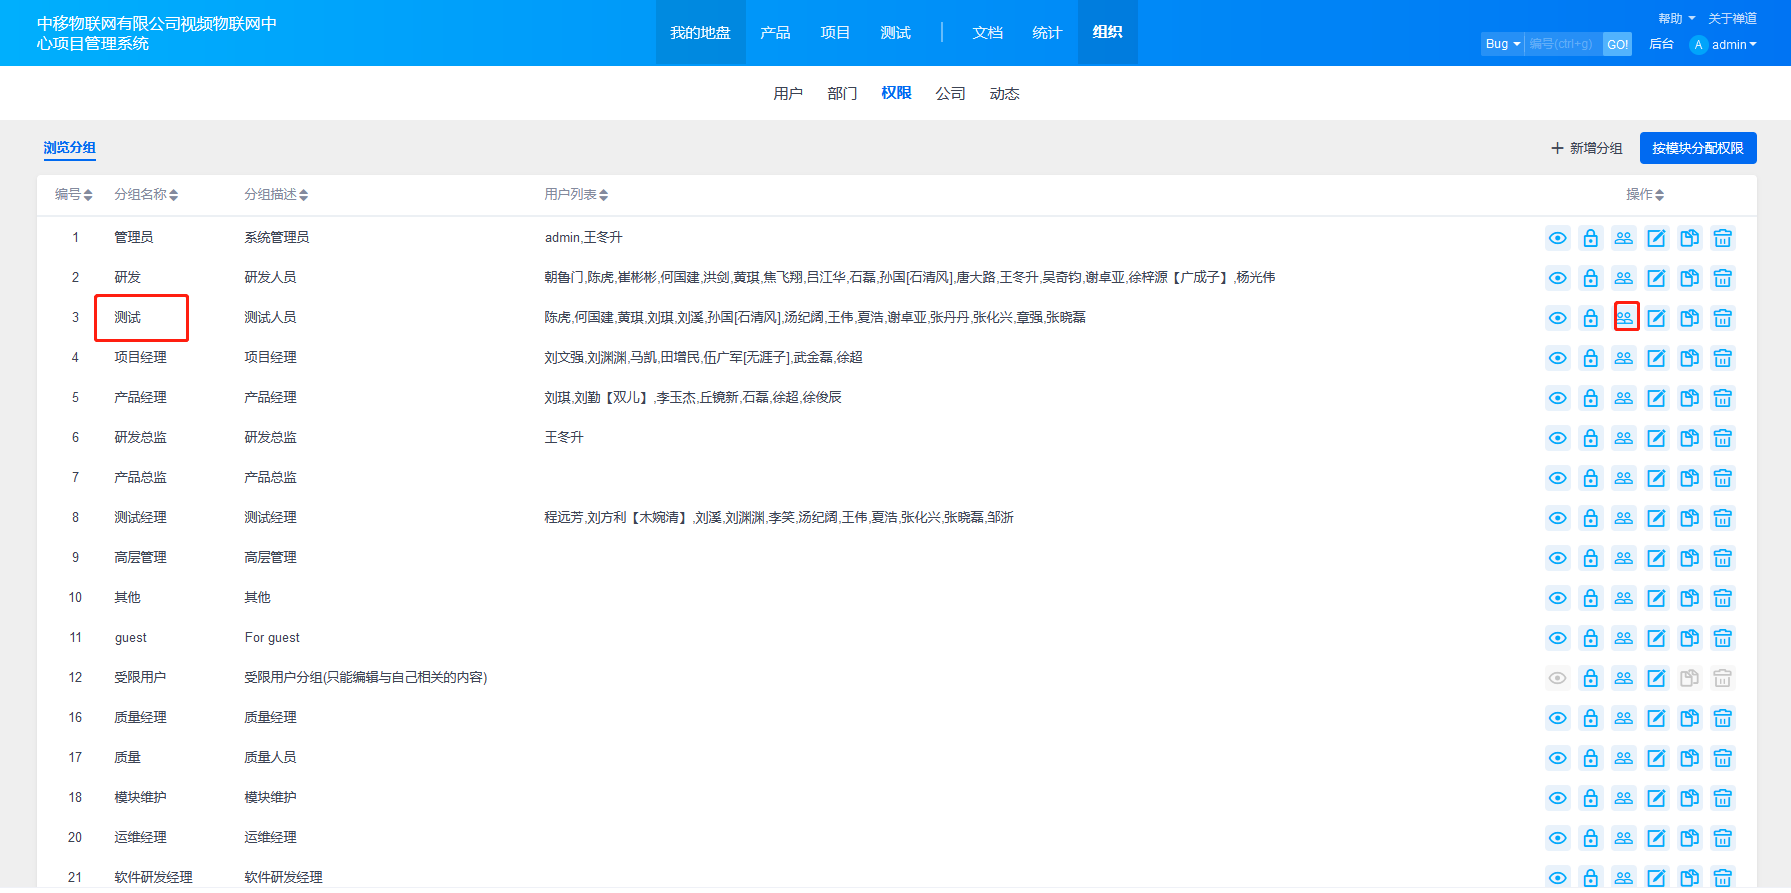 中移物联网有限公司视频物联网中
心项目管理系统
我的地盘 产品 项目 测试 文档 统计 组织
帮助 关于禅道
Bug 编号(ctrl+g) GO! 后台 A admin
用户 部门 权限 公司 动态
浏览分组
新增分组 按模块分配权限
编号 分组名称 分组描述 用户列表 操作
1 管理员 系统管理员 admin,王冬升
2 研发 研发人员 朝鲁门,陈虎,崔彬彬,何国建,洪剑,黄琪,焦飞翔,吕江华,石磊,孙国[石清风],唐大路,王冬升,吴奇钧,谢卓亚,徐梓源【广成子】,杨光伟
3 测试 测试人员 陈虎,何国建,黄琪,刘琪,刘溪,孙国[石清风],汤纪阔,王伟,夏浩,谢卓亚,张丹丹,张化兴,章强,张晓磊
4 项目经理 项目经理 刘文强,刘渊渊,马凯,田增民,伍广军[无涯子],武金磊,徐超
5 产品经理 产品经理 刘琪,刘勤【双儿】,李玉杰,丘镜新,石磊,徐超,徐俊辰
6 研发总监 研发总监 王冬升
7 产品总监 产品总监
8 测试经理 测试经理 程远芳,刘方利【木婉清】,刘溪,刘渊渊,李笑,汤纪阔,王伟,夏浩,张化兴,张晓磊,邹浙
9 高层管理 高层管理
10 其他 其他
11 guest For guest
12 受限用户 受限用户分组(只能编辑与自己相关的内容)
16 质量经理 质量经理
17 质量 质量人员
18 模块维护 模块维护
20 运维经理 运维经理
21 软件研发经理 软件研发经理